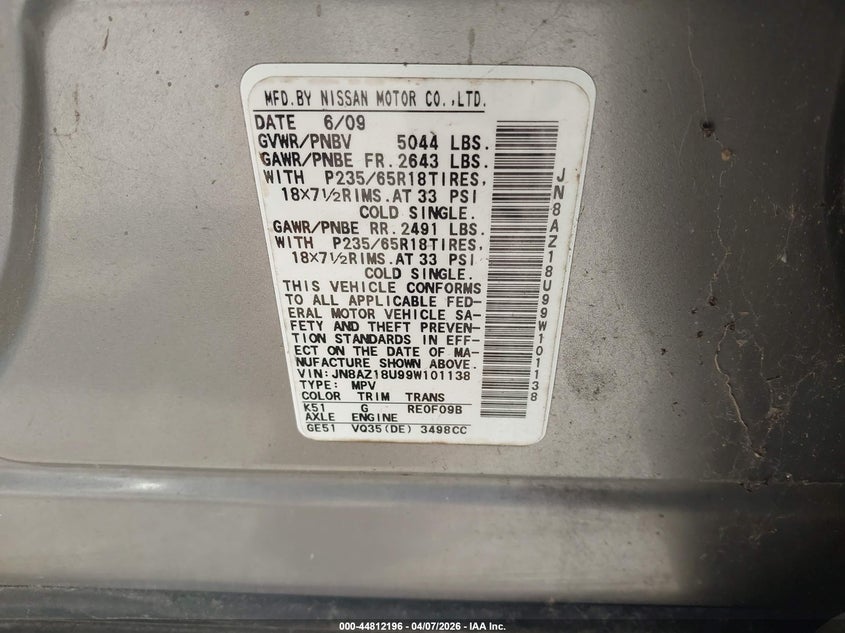 MFD.BY NISSAN MOTOR CO.,LTD.
DATE 6/09
GVWR/PNBV 5044 LBS.
GAWR/PNBE FR.2643 LBS.
WITH P235/65R18TIRES,
18×7½RIMS.AT 33 PSI
COLD SINGLE.
GAWR/PNBE RR.2491 LBS.
WITH P235/65R18TIRES,
18×7½RIMS.AT 33 PSI
COLD SINGLE.
THIS VEHICLE CONFORMS
TO ALL APPLICABLE FED-
ERAL MOTOR VEHICLE SA-
FETY AND THEFT PREVEN-
TION STANDARDS IN EFF-
ECT ON THE DATE OF MA-
NUFACTURE SHOWN ABOVE.
VIN:JN8AZ18U99W101138
TYPE: MPV
COLOR TRIM TRANS
K51 G RE0F09B
AXLE ENGINE
GE51 VQ35(DE) 3498CC
JN8AZ18U99W101138
000-44812196 - 04/07/2026 - IAA Inc.